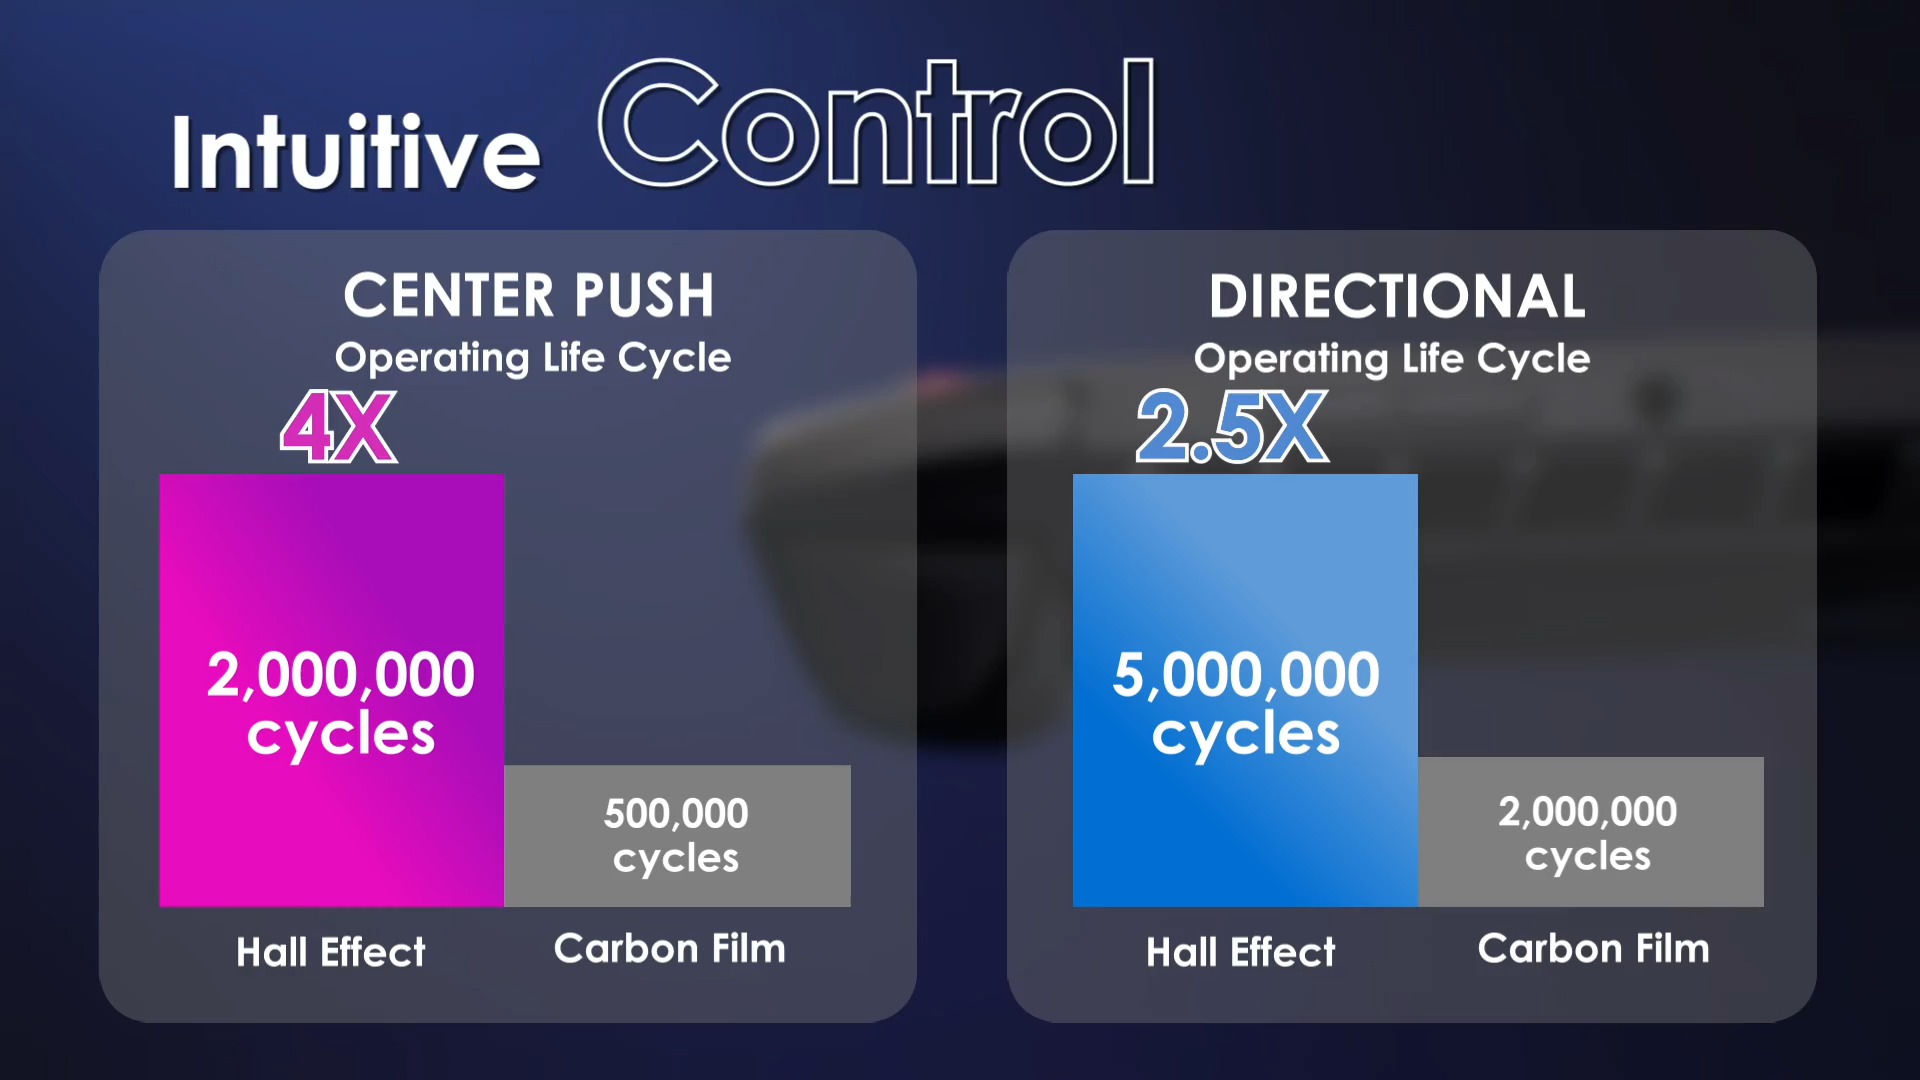 Intuitive Control
CENTER PUSH
Operating Life Cycle
4X
2,000,000
cycles
500,000
cycles
Hall Effect
Carbon Film
DIRECTIONAL
Operating Life Cycle
2.5X
5,000,000
cycles
2,000,000
cycles
Hall Effect
Carbon Film